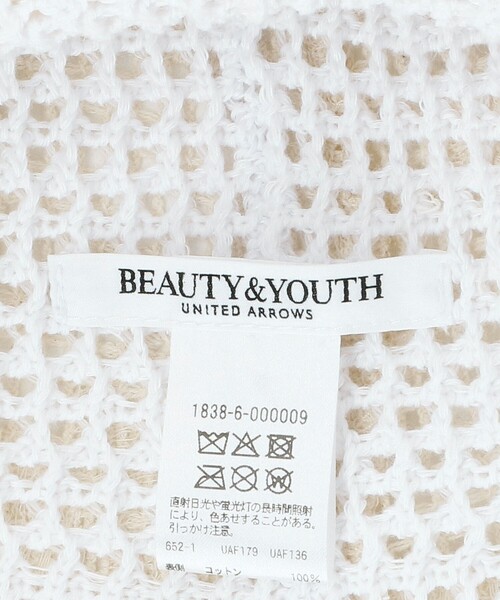 BEAUTY&YOUTH
UNITED ARROWS
1838-6-000009
直射日光や蛍光灯の長時間照射
により、色あせすることがある。
引っかけ注意。
652-1 UAF179 UAF136
コットン 100%